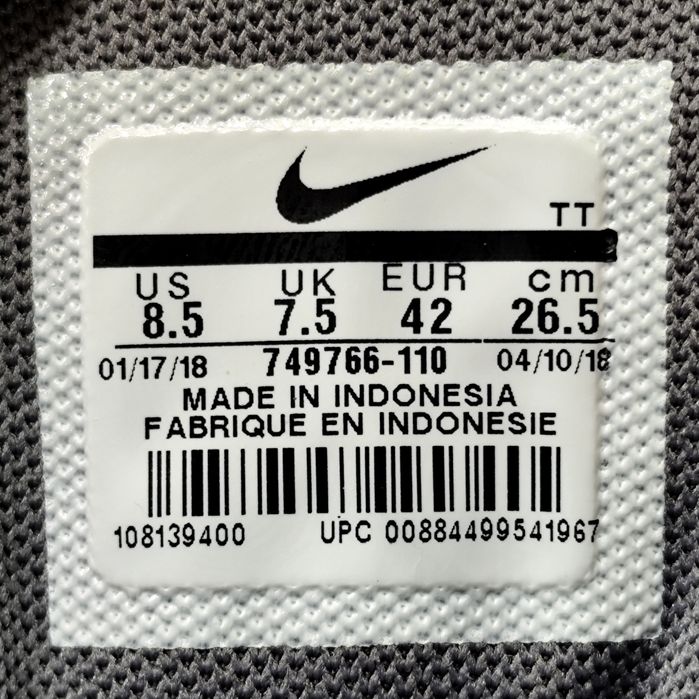 TT
US UK EUR cm
8.5 7.5 42 26.5
01/17/18 749766-110 04/10/18
MADE IN INDONESIA
FABRIQUE EN INDONESIE
108139400 UPC 00884499541967